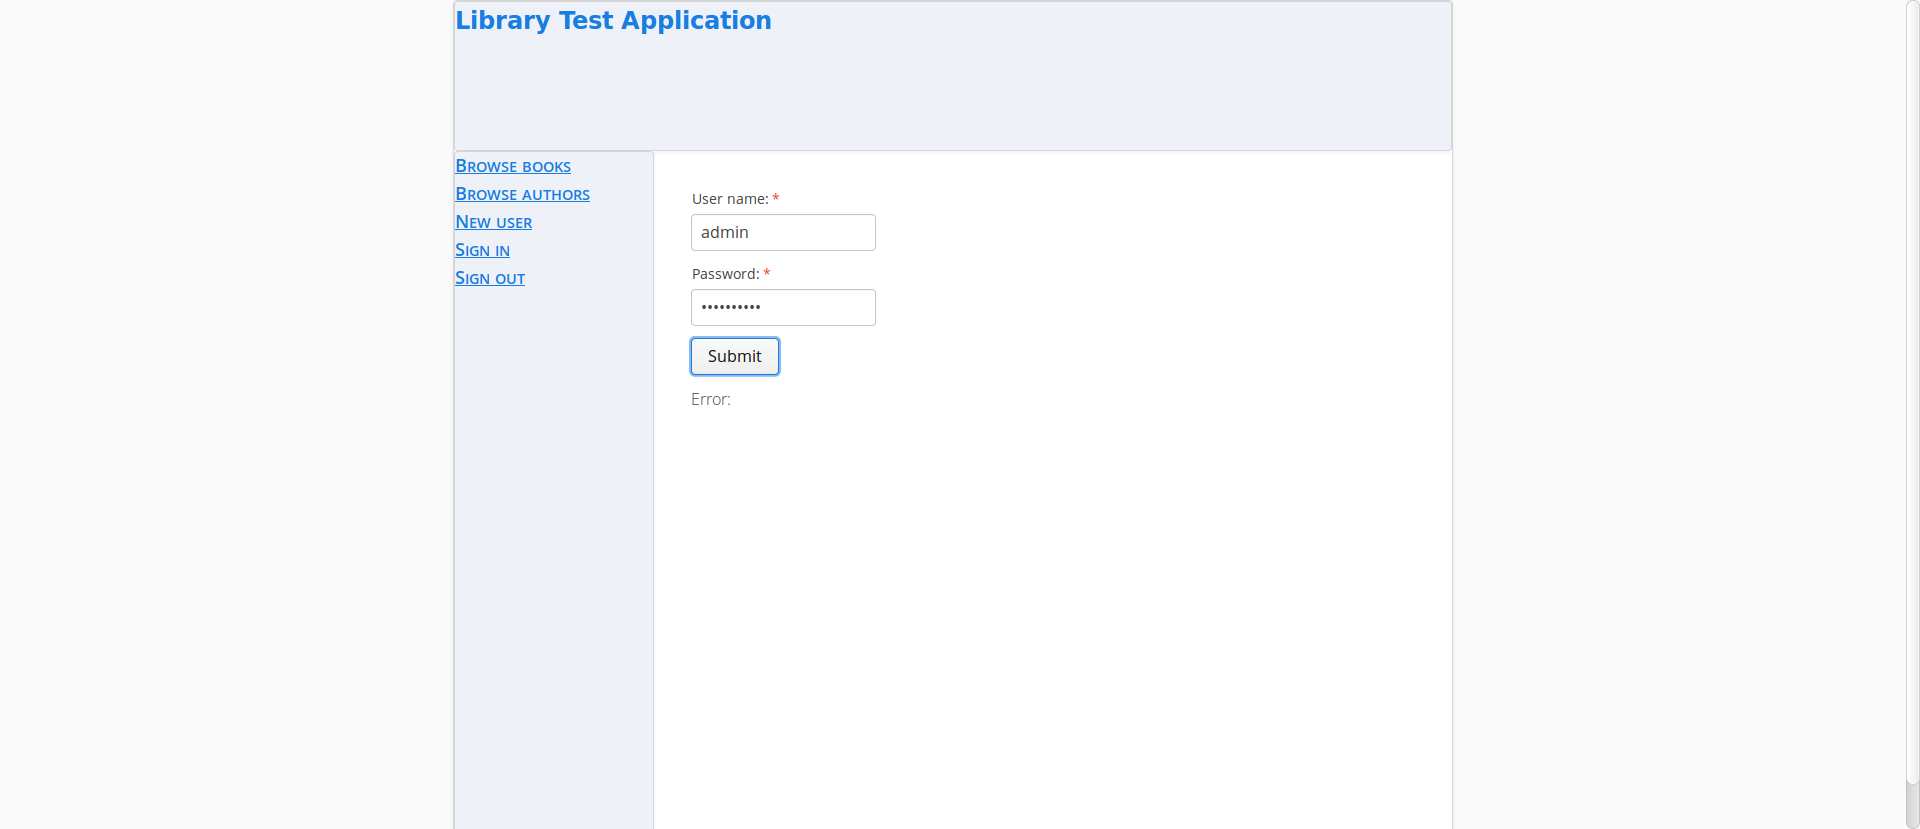 Library Test Application
Browse books
Browse authors
New user
Sign in
Sign out
User name: *
admin
Password: *
••••••••••
Submit
Error: